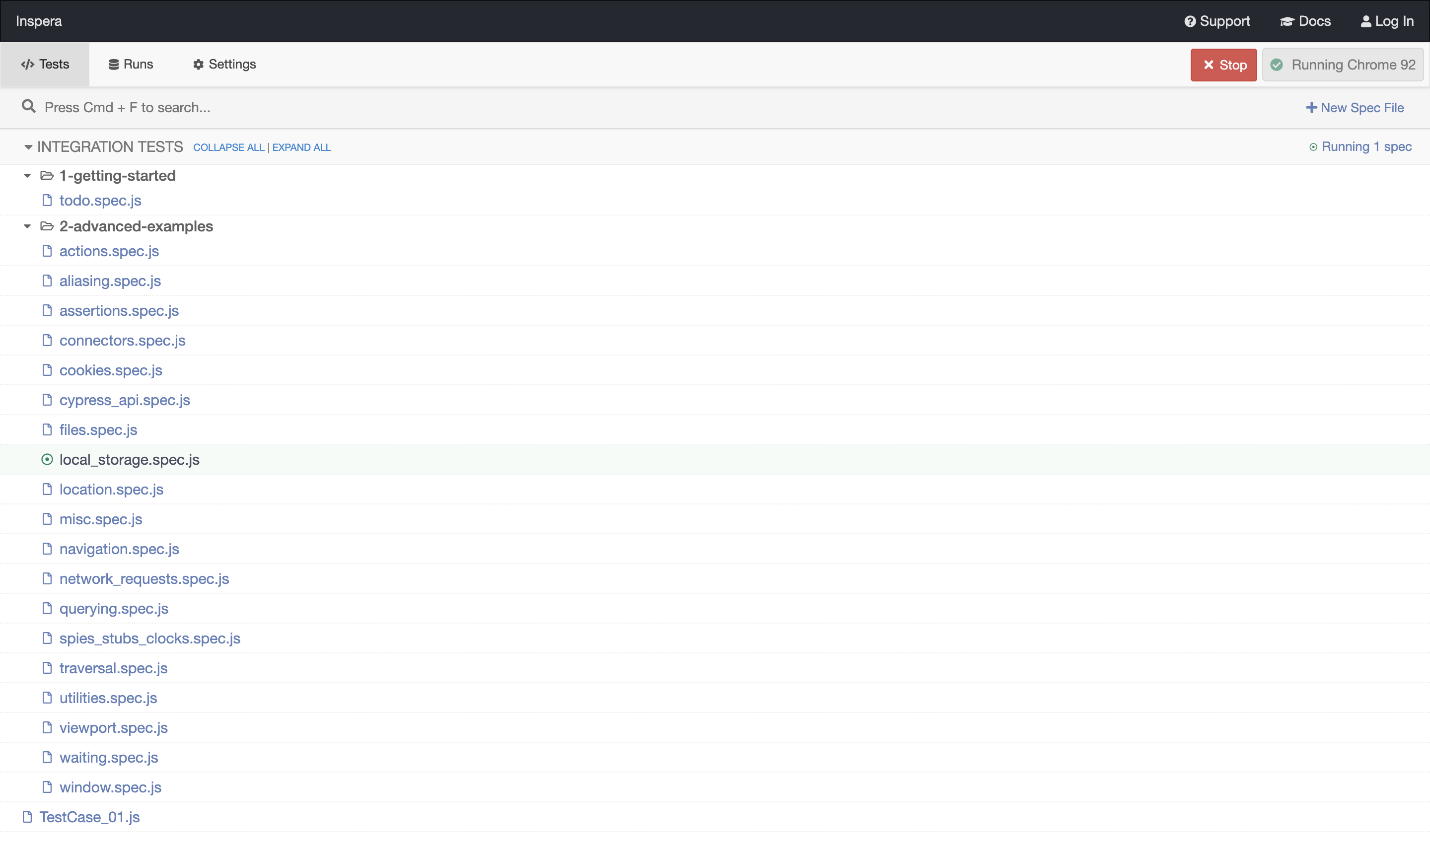 Inspera Support Docs Log In
Tests Runs Settings Stop Running Chrome 92
Press Cmd + F to search... New Spec File
INTEGRATION TESTS COLLAPSE ALL | EXPAND ALL Running 1 spec
1-getting-started
todo.spec.js
2-advanced-examples
actions.spec.js
aliasing.spec.js
assertions.spec.js
connectors.spec.js
cookies.spec.js
cypress_api.spec.js
files.spec.js
local_storage.spec.js
location.spec.js
misc.spec.js
navigation.spec.js
network_requests.spec.js
querying.spec.js
spies_stubs_clocks.spec.js
traversal.spec.js
utilities.spec.js
viewport.spec.js
waiting.spec.js
window.spec.js
TestCase_01.js